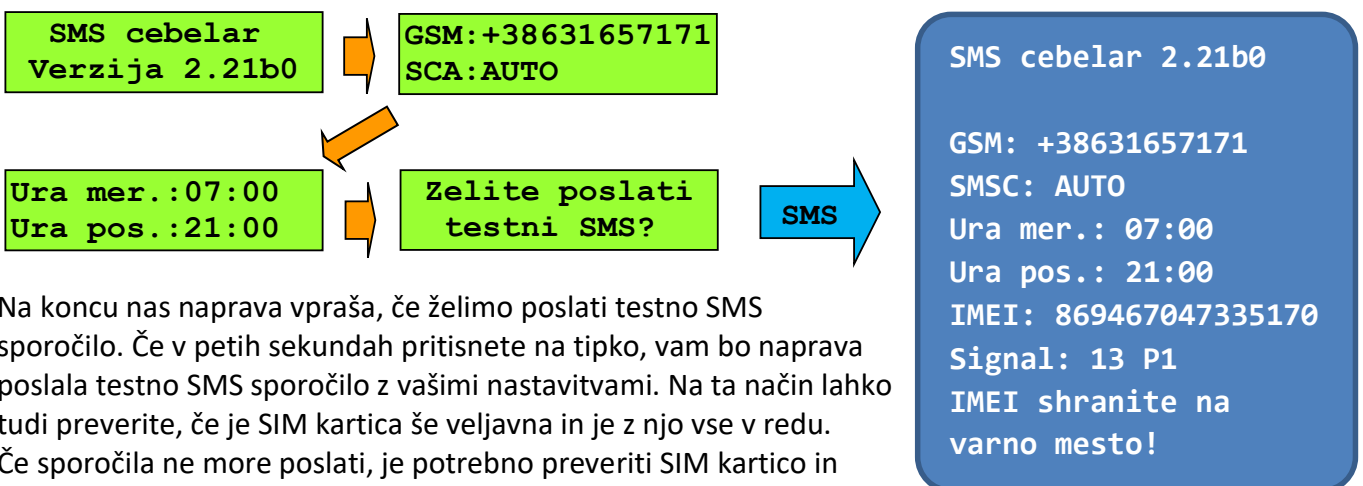 SMS cebelar
Verzija 2.21b0
GSM:+38631657171
SCA:AUTO
Ura mer.:07:00
Ura pos.:21:00
Zelite poslati
testni SMS?
SMS
SMS cebelar 2.21b0
GSM: +38631657171
SMSC: AUTO
Ura mer.: 07:00
Ura pos.: 21:00
IMEI: 869467047335170
Signal: 13 P1
IMEI shranite na
varno mesto!
Na koncu nas naprava vpraša, če želimo poslati testno SMS
sporočilo. Če v petih sekundah pritisnete na tipko, vam bo naprava
poslala testno SMS sporočilo z vašimi nastavitvami. Na ta način lahko
tudi preverite, če je SIM kartica še veljavna in je z njo vse v redu.
Če sporočila ne more poslati, je potrebno preveriti SIM kartico in